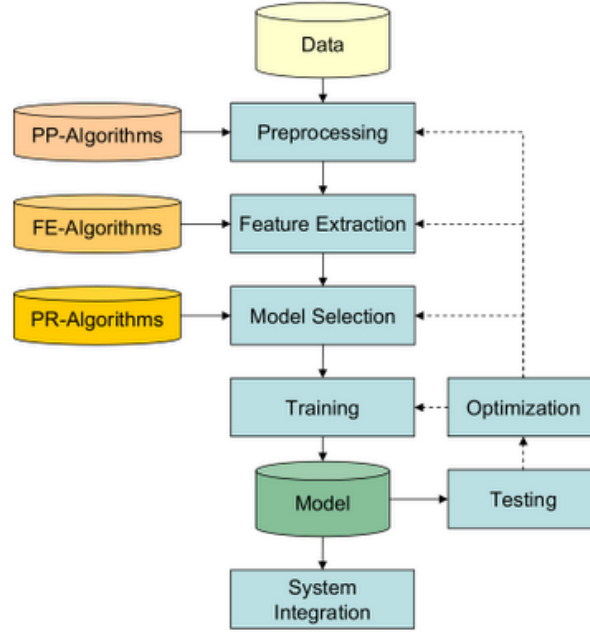 Data
PP-Algorithms
Preprocessing
FE-Algorithms
Feature Extraction
PR-Algorithms
Model Selection
Training
Optimization
Model
Testing
System
Integration